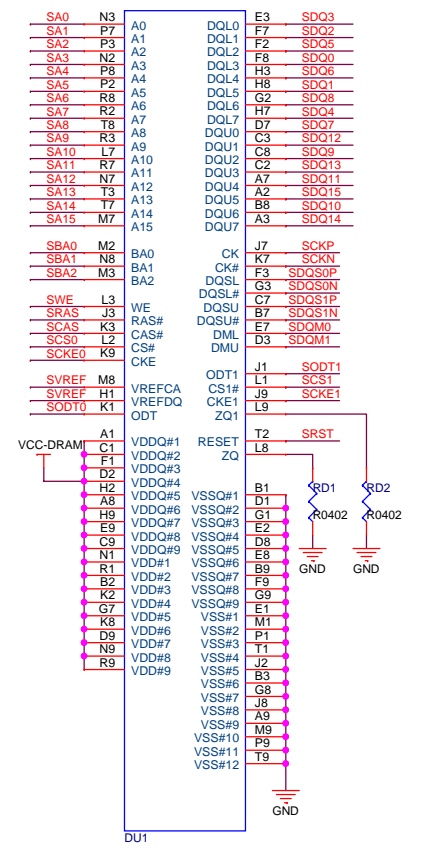 SA0 N3 A0 DQL0 E3 SDQ3
SA1 P7 A1 DQL1 F7 SDQ2
SA2 P3 A2 DQL2 F2 SDQ5
SA3 N2 A3 DQL3 F8 SDQ0
SA4 P8 A4 DQL4 H3 SDQ6
SA5 P2 A5 DQL5 H8 SDQ1
SA6 R8 A6 DQL6 G2 SDQ8
SA7 R2 A7 DQL7 H7 SDQ4
SA8 T8 A8 DQU0 D7 SDQ7
SA9 R3 A9 DQU1 C3 SDQ12
SA10 L7 A10 DQU2 C8 SDQ9
SA11 R7 A11 DQU3 C2 SDQ13
SA12 N7 A12 DQU4 A7 SDQ11
SA13 T3 A13 DQU5 A2 SDQ15
SA14 T7 A14 DQU6 B8 SDQ10
SA15 M7 A15 DQU7 A3 SDQ14
SBA0 M2 BA0 CK J7 SCKP
SBA1 N8 BA1 CK# K7 SCKN
SBA2 M3 BA2 DQSL F3 SDQS0P
DQSL# G3 SDQS0N
SWE L3 WE DQSU C7 SDQS1P
SRAS J3 RAS# DQSU# B7 SDQS1N
SCAS K3 CAS# DML E7 SDQM0
SCS0 L2 CS# DMU D3 SDQM1
SCKE0 K9 CKE
ODT1 J1 SODT1
SVREF M8 VREFCA CS1# L1 SCS1
SVREF H1 VREFDQ CKE1 J9 SCKE1
SODT0 K1 ODT ZQ1 L9
VCC-DRAM A1 VDDQ#1 RESET T2 SRST
C1 VDDQ#2 ZQ L8
F1 VDDQ#3
D2 VDDQ#4
H2 VDDQ#5 VSSQ#1 B1 RD1 RD2
A8 VDDQ#6 VSSQ#2 D1
H9 VDDQ#7 VSSQ#3 G1 R0402 R0402
E9 VDDQ#8 VSSQ#4 E2
C9 VDDQ#9 VSSQ#5 D8
N1 VDD#1 VSSQ#6 E8 GND GND
R1 VDD#2 VSSQ#7 B9
B2 VDD#3 VSSQ#8 F9
K2 VDD#4 VSSQ#9 G9
G7 VDD#5 VSS#1 E1
K8 VDD#6 VSS#2 M1
D9 VDD#7 VSS#3 P1
N9 VDD#8 VSS#4 T1
R9 VDD#9 VSS#5 J2
VSS#6 B3
VSS#7 G8
VSS#8 J8
VSS#9 A9
VSS#10 M9
VSS#11 P9
VSS#12 T9
GND
DU1